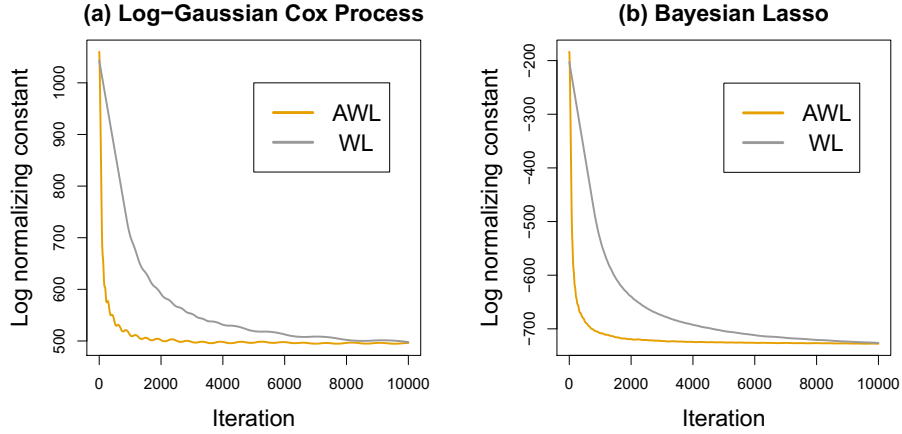 (a) Log−Gaussian Cox Process
Log normalizing constant
1000
900
800
700
600
500
AWL
WL
0 2000 4000 6000 8000 10000
Iteration
(b) Bayesian Lasso
Log normalizing constant
−200
−300
−400
−500
−600
−700
AWL
WL
0 2000 4000 6000 8000 10000
Iteration